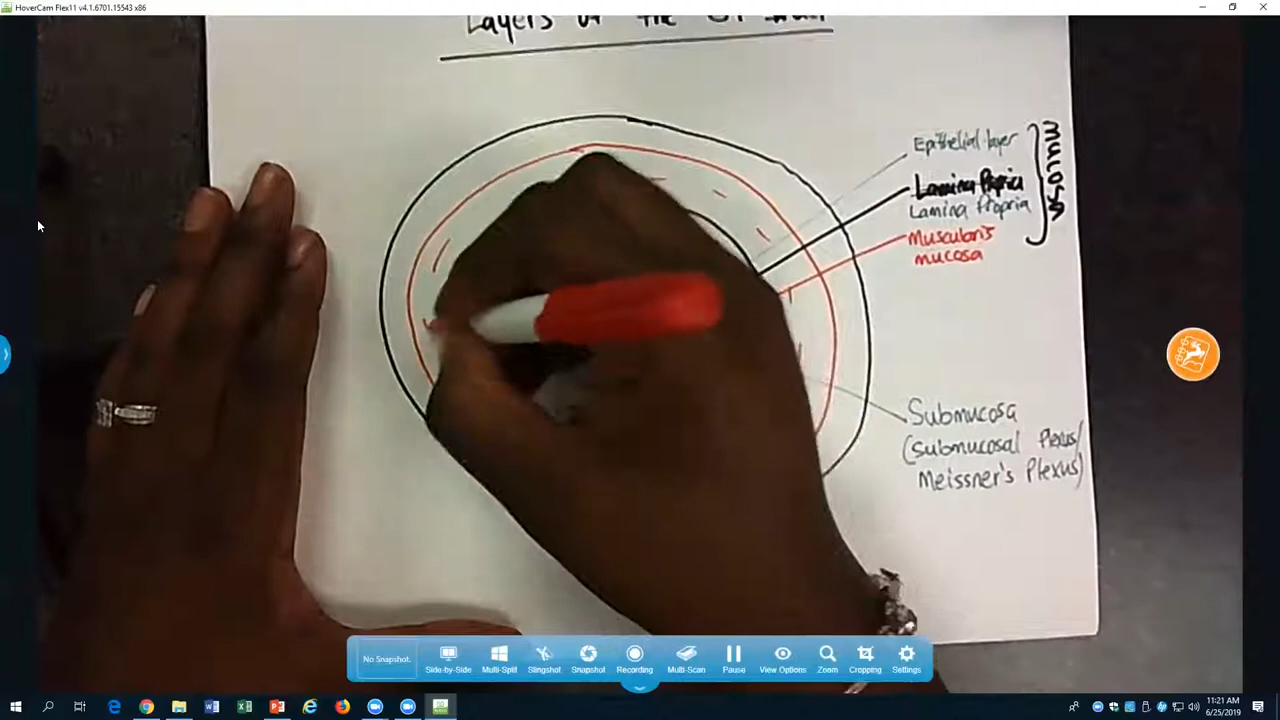 HoverCam Flex11 v4.1.6701.15543 x86
Layers of the GI
Epithelial layer
Lamina Propria
Lamina Propria
Muscularis
mucosa
mucosa
Submucosa
(submucosal Plexus/
Meissner's Plexus)
No Snapshot.
Side-by-Side
Multi-Split
Slingshot
Snapshot
Recording
Multi-Scan
Pause
View Options
Zoom
Cropping
Settings
11:21 AM
6/25/2019